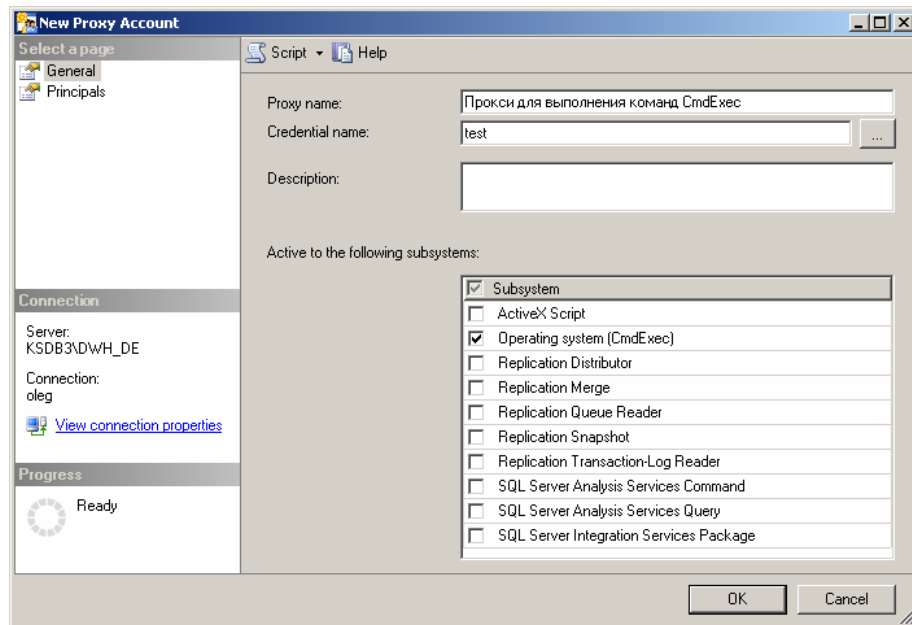 New Proxy Account
Select a page
General
Principals
Script Help
Proxy name: Прокси для выполнения команд CmdExec
Credential name: test ...
Description:
Active to the following subsystems:
Subsystem
ActiveX Script
Operating system (CmdExec)
Replication Distributor
Replication Merge
Replication Queue Reader
Replication Snapshot
Replication Transaction-Log Reader
SQL Server Analysis Services Command
SQL Server Analysis Services Query
SQL Server Integration Services Package
Connection
Server:
KSDB3\DWH_DE
Connection:
oleg
View connection properties
Progress
Ready
OK Cancel